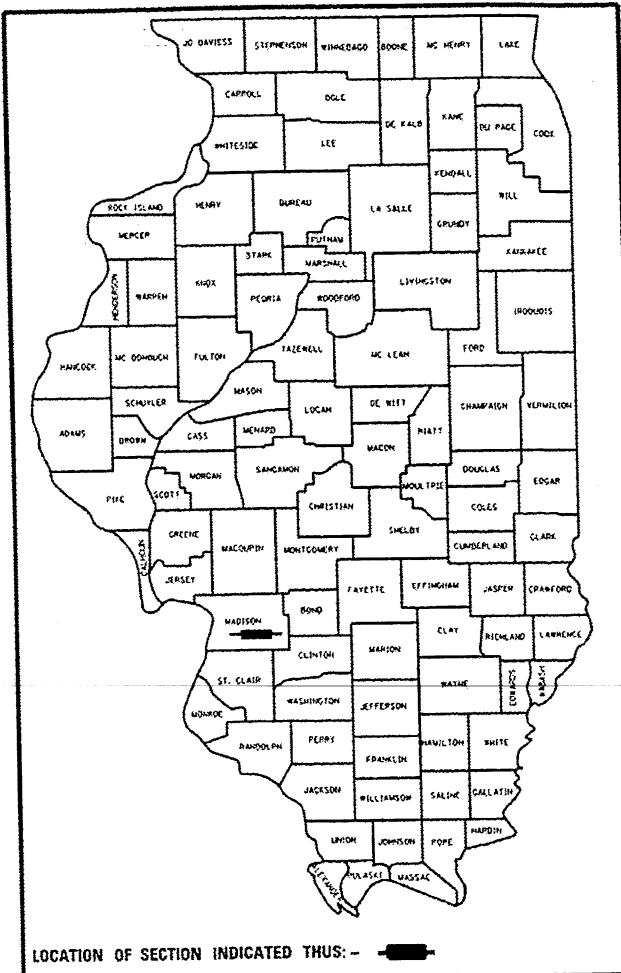 JO DAVIESS STEPHENSON WINNEBAGO BOONE MC HENRY LAKE
CARROLL OGLE
DE KALB KANE DU PAGE COOK
WHITESIDE LEE
KENDALL
WILL
ROCK ISLAND HENRY BUREAU LA SALLE GRUNDY
MERCER PUTNAM
STARK MARSHALL KANKAKEE
HENDERSON WARREN KNOX PEORIA WOODFORD LIVINGSTON IROQUOIS
HANCOCK MC DONOUGH FULTON TAZEWELL MC LEAN FORD
MASON
SCHUYLER LOGAN DE WITT CHAMPAIGN VERMILION
ADAMS BROWN CASS MENARD MACON PIATT
PIKE SCOTT MORGAN SANGAMON MOULTRIE DOUGLAS EDGAR
CHRISTIAN COLES
CALHOUN GREENE MACOUPIN MONTGOMERY SHELBY CUMBERLAND CLARK
JERSEY
FAYETTE EFFINGHAM JASPER CRAWFORD
MADISON BOND CLAY RICHLAND LAWRENCE
CLINTON MARION
ST. CLAIR WAYNE EDWARDS WABASH
WASHINGTON JEFFERSON
MONROE
RANDOLPH PERRY HAMILTON WHITE
FRANKLIN
JACKSON WILLIAMSON SALINE GALLATIN
UNION JOHNSON POPE HARDIN
ALEXANDER PULASKI MASSAC
LOCATION OF SECTION INDICATED THUS: -